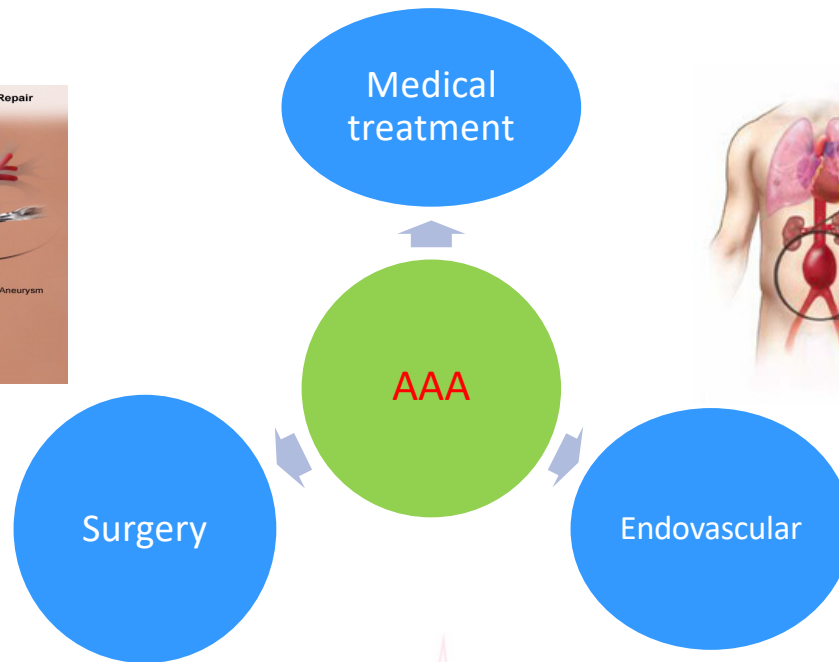 Medical
treatment
Repair
Aneurysm
AAA
Surgery
Endovascular